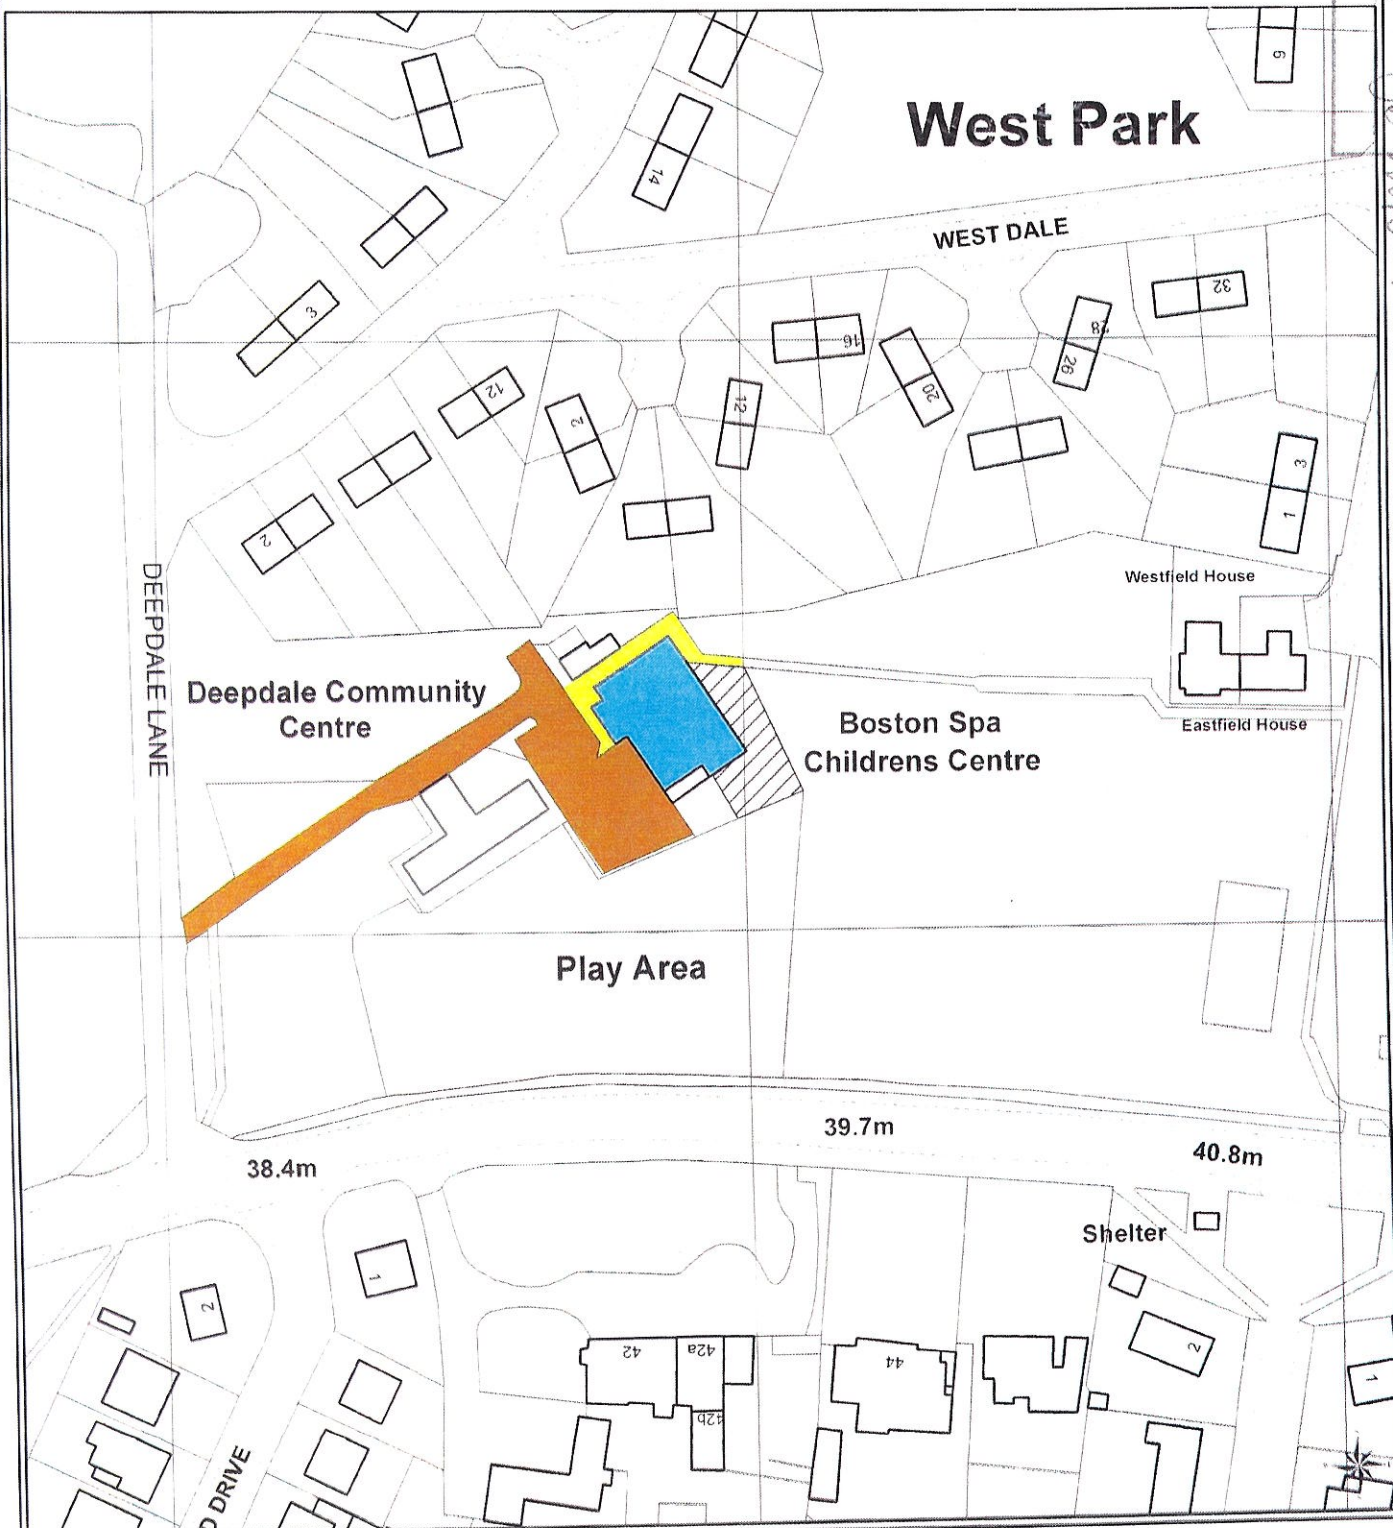 6
West Park
14
WEST DALE
3
32
28
16
26
12
20
12
2
3
1
2
Westfield House
DEEPDALE LANE
Deepdale Community
Centre
Boston Spa
Childrens Centre
Eastfield House
Play Area
39.7m
40.8m
38.4m
Shelter
1
2
42
42a
44
2
1
42b
DRIVE